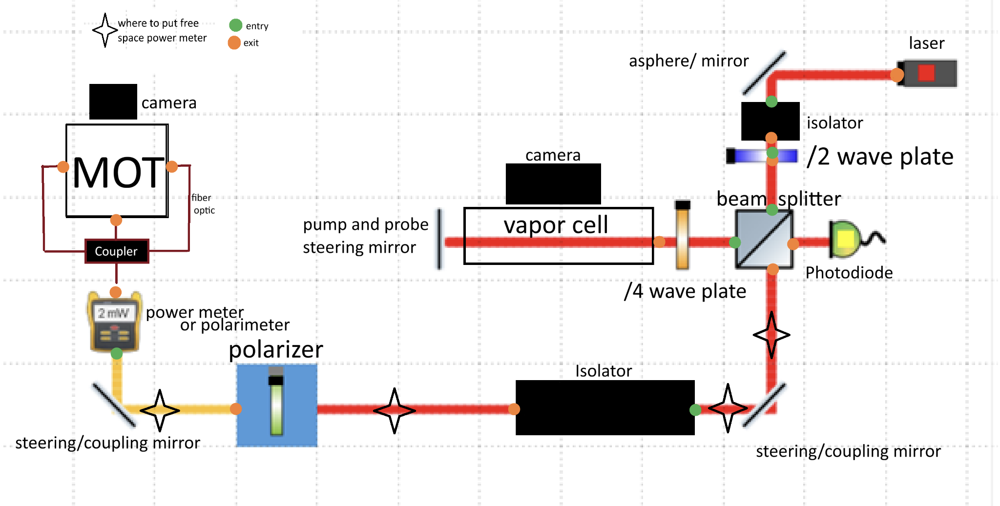 where to put free
space power meter
entry
exit
laser
asphere/ mirror
camera
isolator
MOT
camera
/2 wave plate
fiber
optic
beam splitter
pump and probe
steering mirror
vapor cell
Coupler
Photodiode
/4 wave plate
2 mW
power meter
or polarimeter
polarizer
Isolator
steering/coupling mirror
steering/coupling mirror